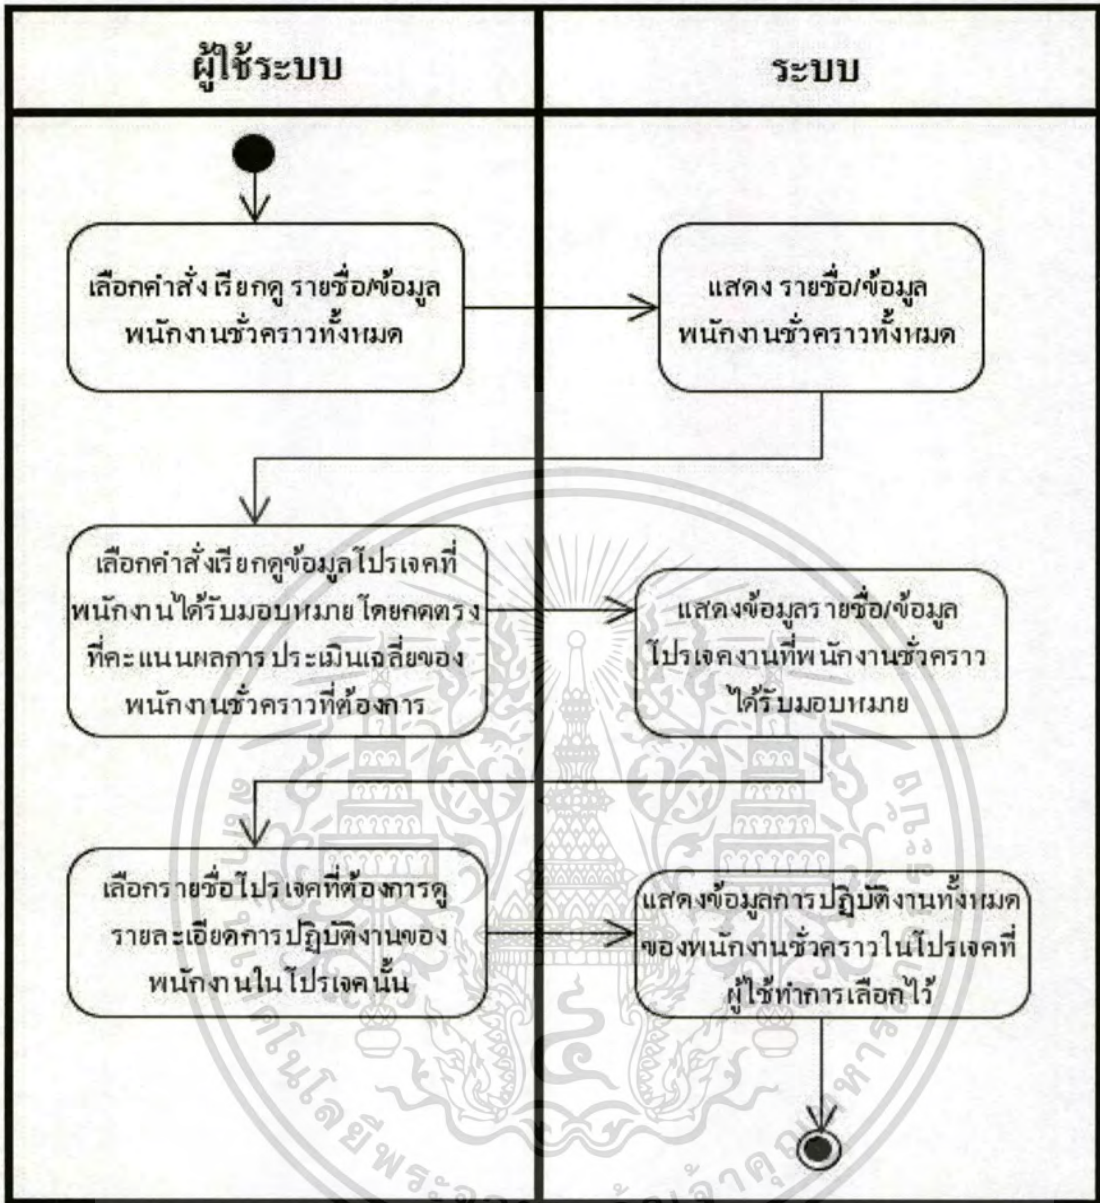 ผู้ใช้ระบบ
ระบบ
เลือกคำสั่ง เรียกดู รายชื่อ/ข้อมูล
พนักงานชั่วคราวทั้งหมด
แสดง รายชื่อ/ข้อมูล
พนักงานชั่วคราวทั้งหมด
เลือกคำสั่งเรียกดูข้อมูลโปรเจคที่
พนักงานได้รับมอบหมาย โดยกดตรง
ที่คะแนนผลการประเมินเฉลี่ยของ
พนักงานชั่วคราวที่ต้องการ
แสดงข้อมูลรายชื่อ/ข้อมูล
โปรเจคงานที่พนักงานชั่วคราว
ได้รับมอบหมาย
เลือกรายชื่อโปรเจคที่ต้องการดู
รายละเอียดการปฏิบัติงานของ
พนักงานในโปรเจคนั้น
แสดงข้อมูลการปฏิบัติงานทั้งหมด
ของพนักงานชั่วคราวในโปรเจคที่
ผู้ใช้ทำการเลือกไว้